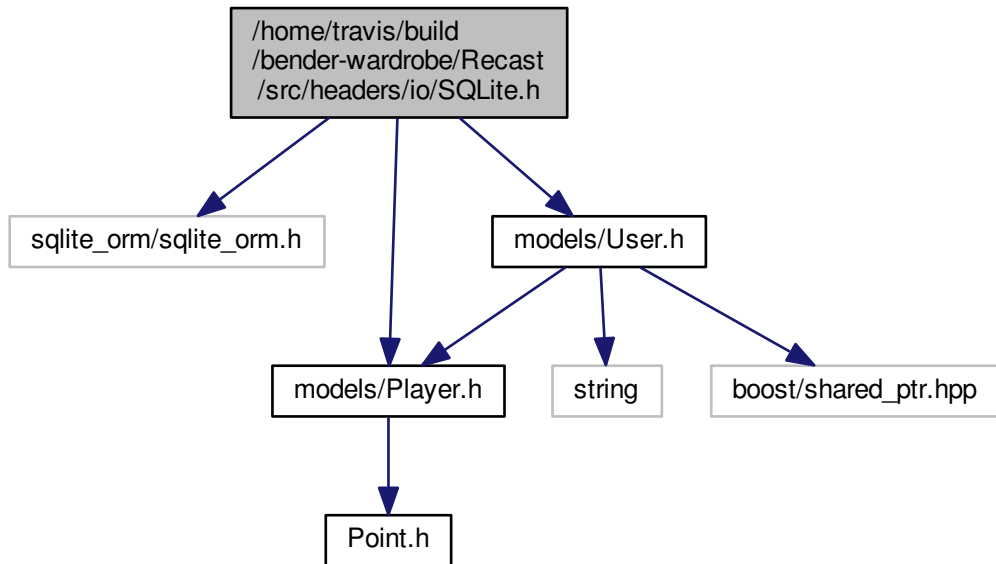 /home/travis/build
/bender-wardrobe/Recast
/src/headers/io/SQLite.h
sqlite_orm/sqlite_orm.h
models/User.h
models/Player.h
string
boost/shared_ptr.hpp
Point.h